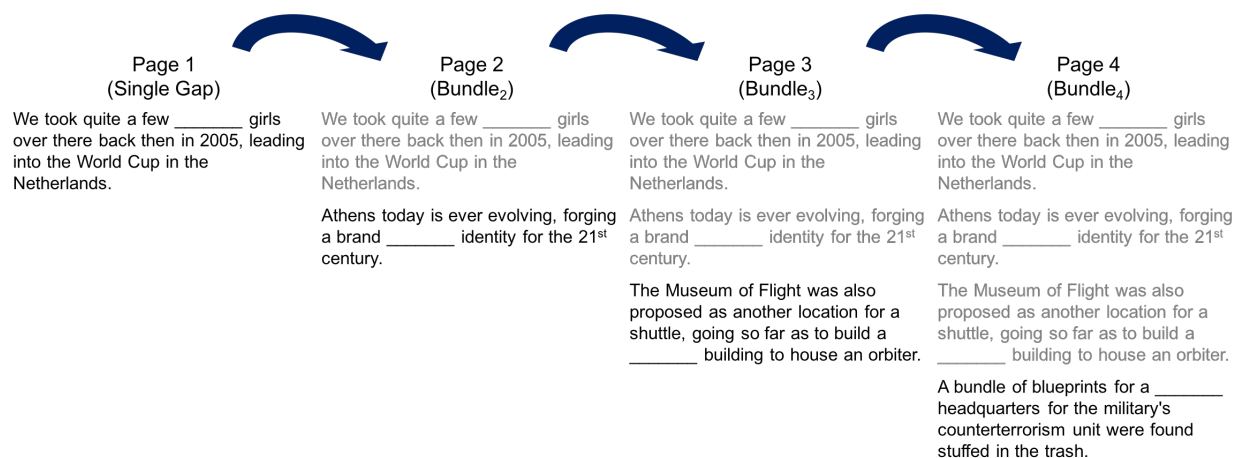 Page 1
(Single Gap)
We took quite a few _______ girls
over there back then in 2005, leading
into the World Cup in the
Netherlands.
Page 2
(Bundle₂)
We took quite a few _______ girls
over there back then in 2005, leading
into the World Cup in the
Netherlands.
Athens today is ever evolving, forging
a brand _______ identity for the 21st
century.
Page 3
(Bundle₃)
We took quite a few _______ girls
over there back then in 2005, leading
into the World Cup in the
Netherlands.
Athens today is ever evolving, forging
a brand _______ identity for the 21st
century.
The Museum of Flight was also
proposed as another location for a
shuttle, going so far as to build a
_______ building to house an orbiter.
Page 4
(Bundle₄)
We took quite a few _______ girls
over there back then in 2005, leading
into the World Cup in the
Netherlands.
Athens today is ever evolving, forging
a brand _______ identity for the 21st
century.
The Museum of Flight was also
proposed as another location for a
shuttle, going so far as to build a
_______ building to house an orbiter.
A bundle of blueprints for a _______
headquarters for the military's
counterterrorism unit were found
stuffed in the trash.